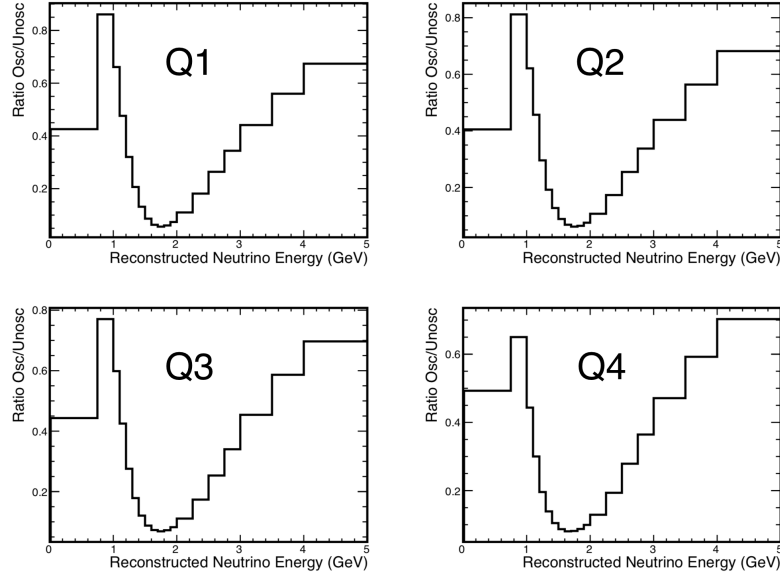 Ratio Osc/Unosc
0.8
0.6
0.4
0.2
Q1
0 1 2 3 4 5
Reconstructed Neutrino Energy (GeV)
Ratio Osc/Unosc
0.8
0.6
0.4
0.2
Q2
0 1 2 3 4 5
Reconstructed Neutrino Energy (GeV)
Ratio Osc/Unosc
0.8
0.6
0.4
0.2
Q3
0 1 2 3 4 5
Reconstructed Neutrino Energy (GeV)
Ratio Osc/Unosc
0.6
0.4
0.2
Q4
0 1 2 3 4 5
Reconstructed Neutrino Energy (GeV)